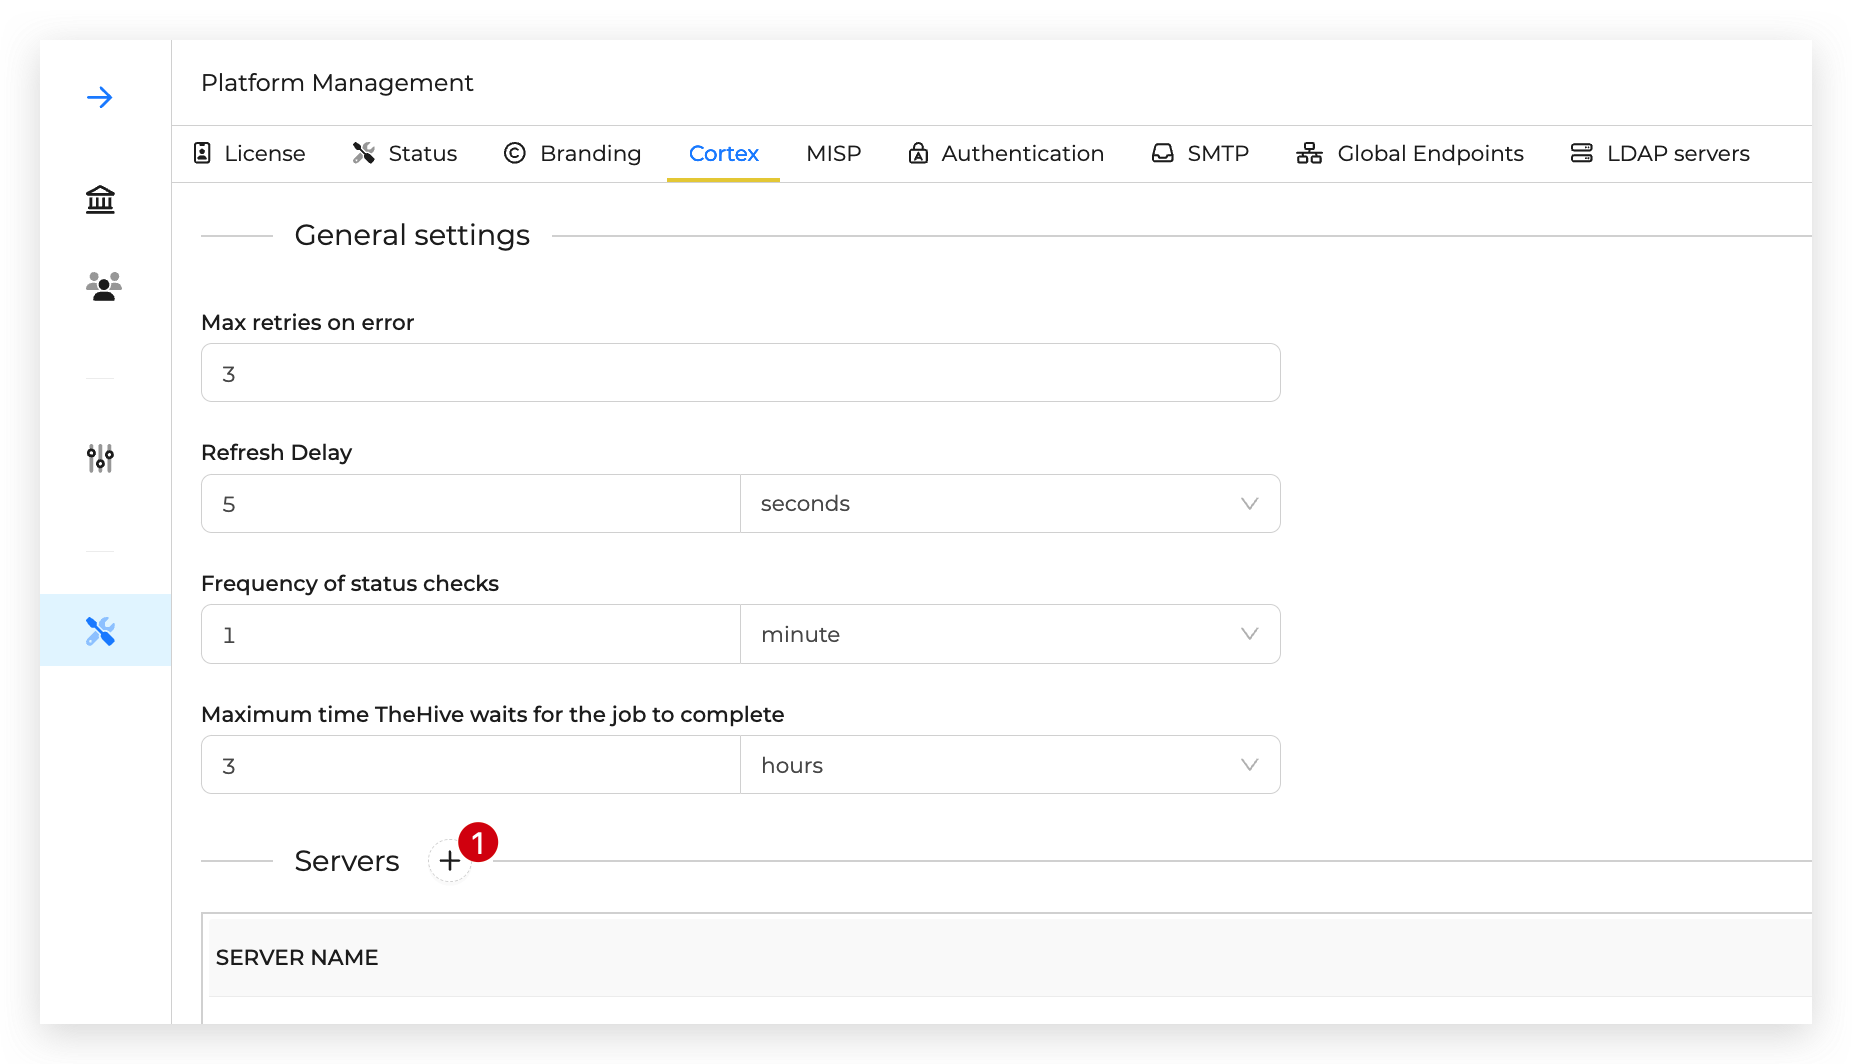 Platform Management
License Status Branding Cortex MISP Authentication SMTP Global Endpoints LDAP servers
General settings
Max retries on error
3
Refresh Delay
5 seconds
Frequency of status checks
1 minute
Maximum time TheHive waits for the job to complete
3 hours
Servers + 1
SERVER NAME